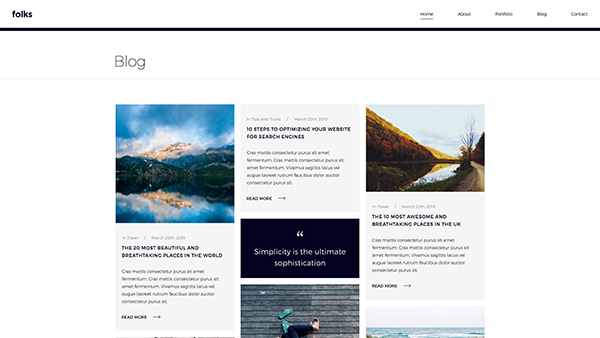 folks
Home
About
Portfolio
Blog
Contact
Blog
In Travel / March 22th, 2015
THE 20 MOST BEAUTIFUL AND
BREATHTAKING PLACES IN THE WORLD
Cras mattis consectetur purus sit amet
fermentum. Cras mattis consectetur purus sit
amet fermentum. Vivamus sagittis lacus vel
augue laoreet rutrum faucibus dolor auctor
consectetur purus sit.
READ MORE
In Tips and Tricks / March 22th, 2015
10 STEPS TO OPTIMIZING YOUR WEBSITE
FOR SEARCH ENGINES
Cras mattis consectetur purus sit amet
fermentum. Cras mattis consectetur purus sit
amet fermentum. Vivamus sagittis lacus vel
augue laoreet rutrum faucibus dolor auctor
consectetur purus sit.
READ MORE
“
Simplicity is the ultimate
sophistication
In Travel / March 22th, 2015
THE 10 MOST AWESOME AND
BREATHTAKING PLACES IN THE UK
Cras mattis consectetur purus sit amet
fermentum. Cras mattis consectetur purus sit
amet fermentum. Vivamus sagittis lacus vel
augue laoreet rutrum faucibus dolor auctor
consectetur purus sit.
READ MORE